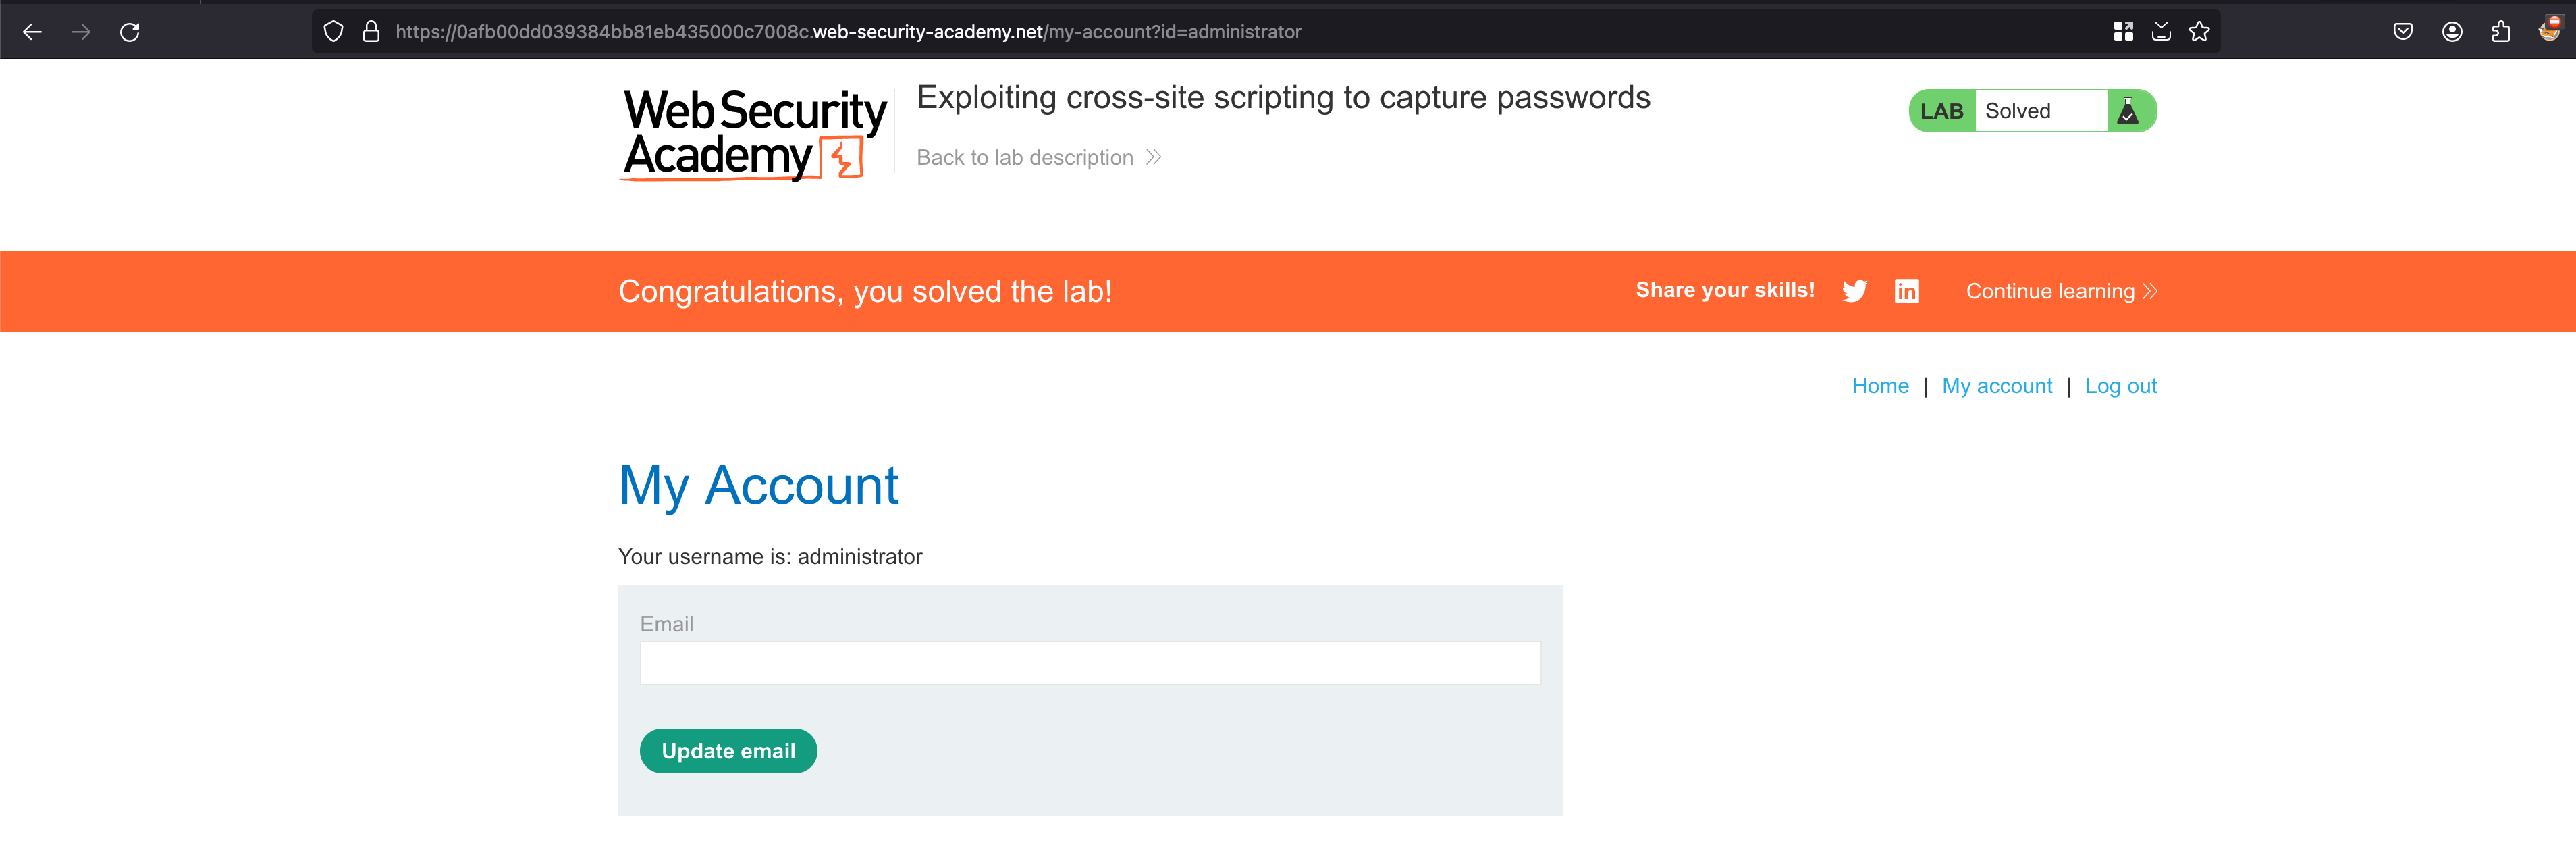 https://0afb00dd039384bb81eb435000c7008c.web-security-academy.net/my-account?id=administrator
Web Security
Academy
Exploiting cross-site scripting to capture passwords
Back to lab description
LAB Solved
Congratulations, you solved the lab!
Share your skills!
Continue learning
Home | My account | Log out
My Account
Your username is: administrator
Email
Update email